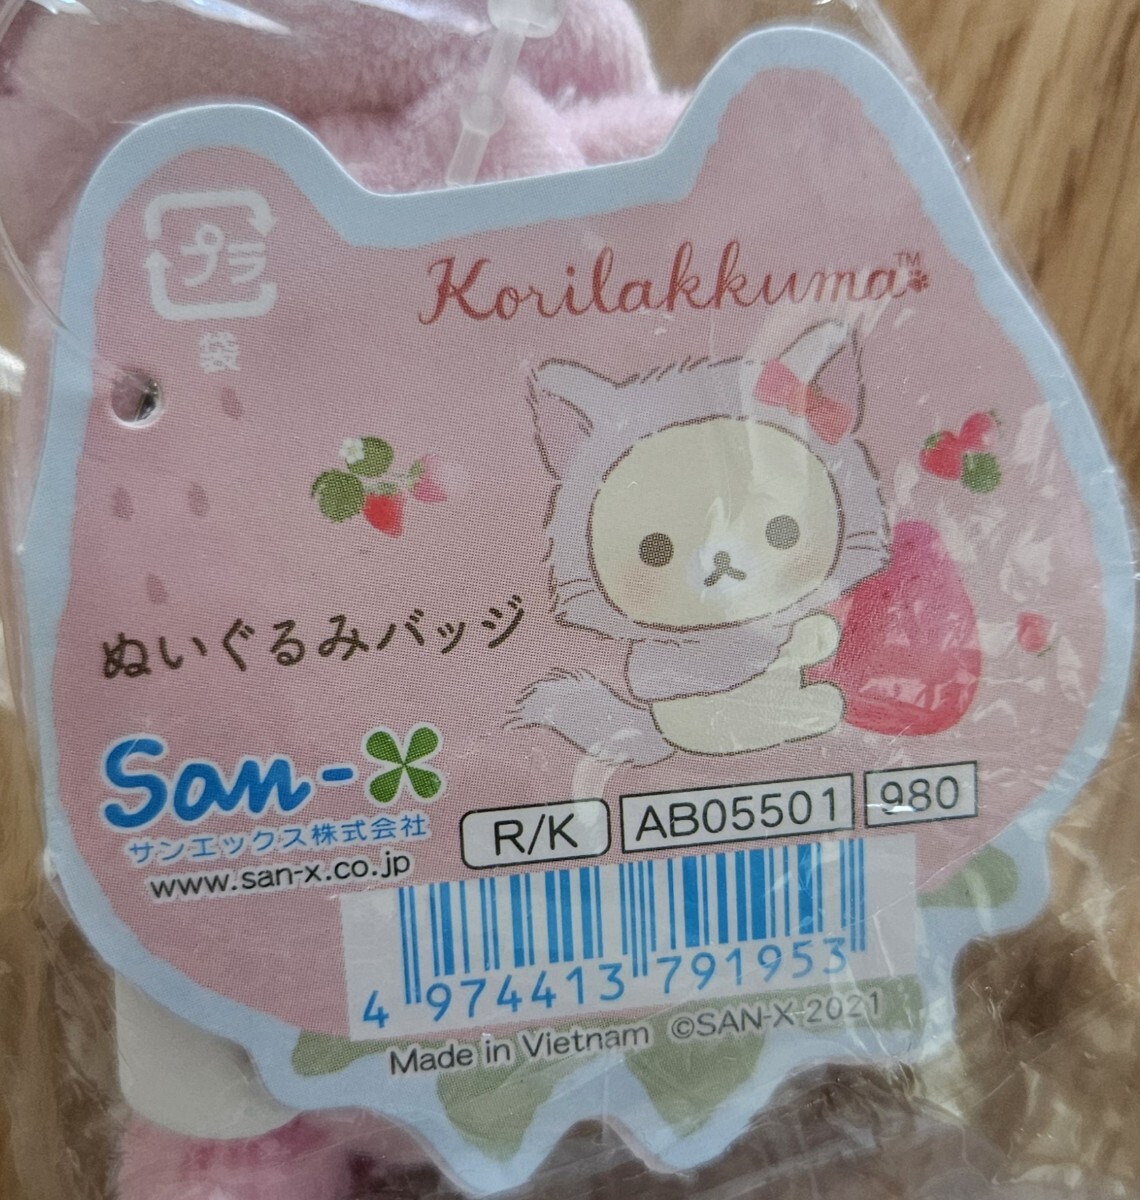 プラ
袋
Korilakkuma™
ぬいぐるみバッジ
San-X
サンエックス株式会社
www.san-x.co.jp
R/K AB05501 980
4 974413 791953
Made in Vietnam ©SAN-X 2021